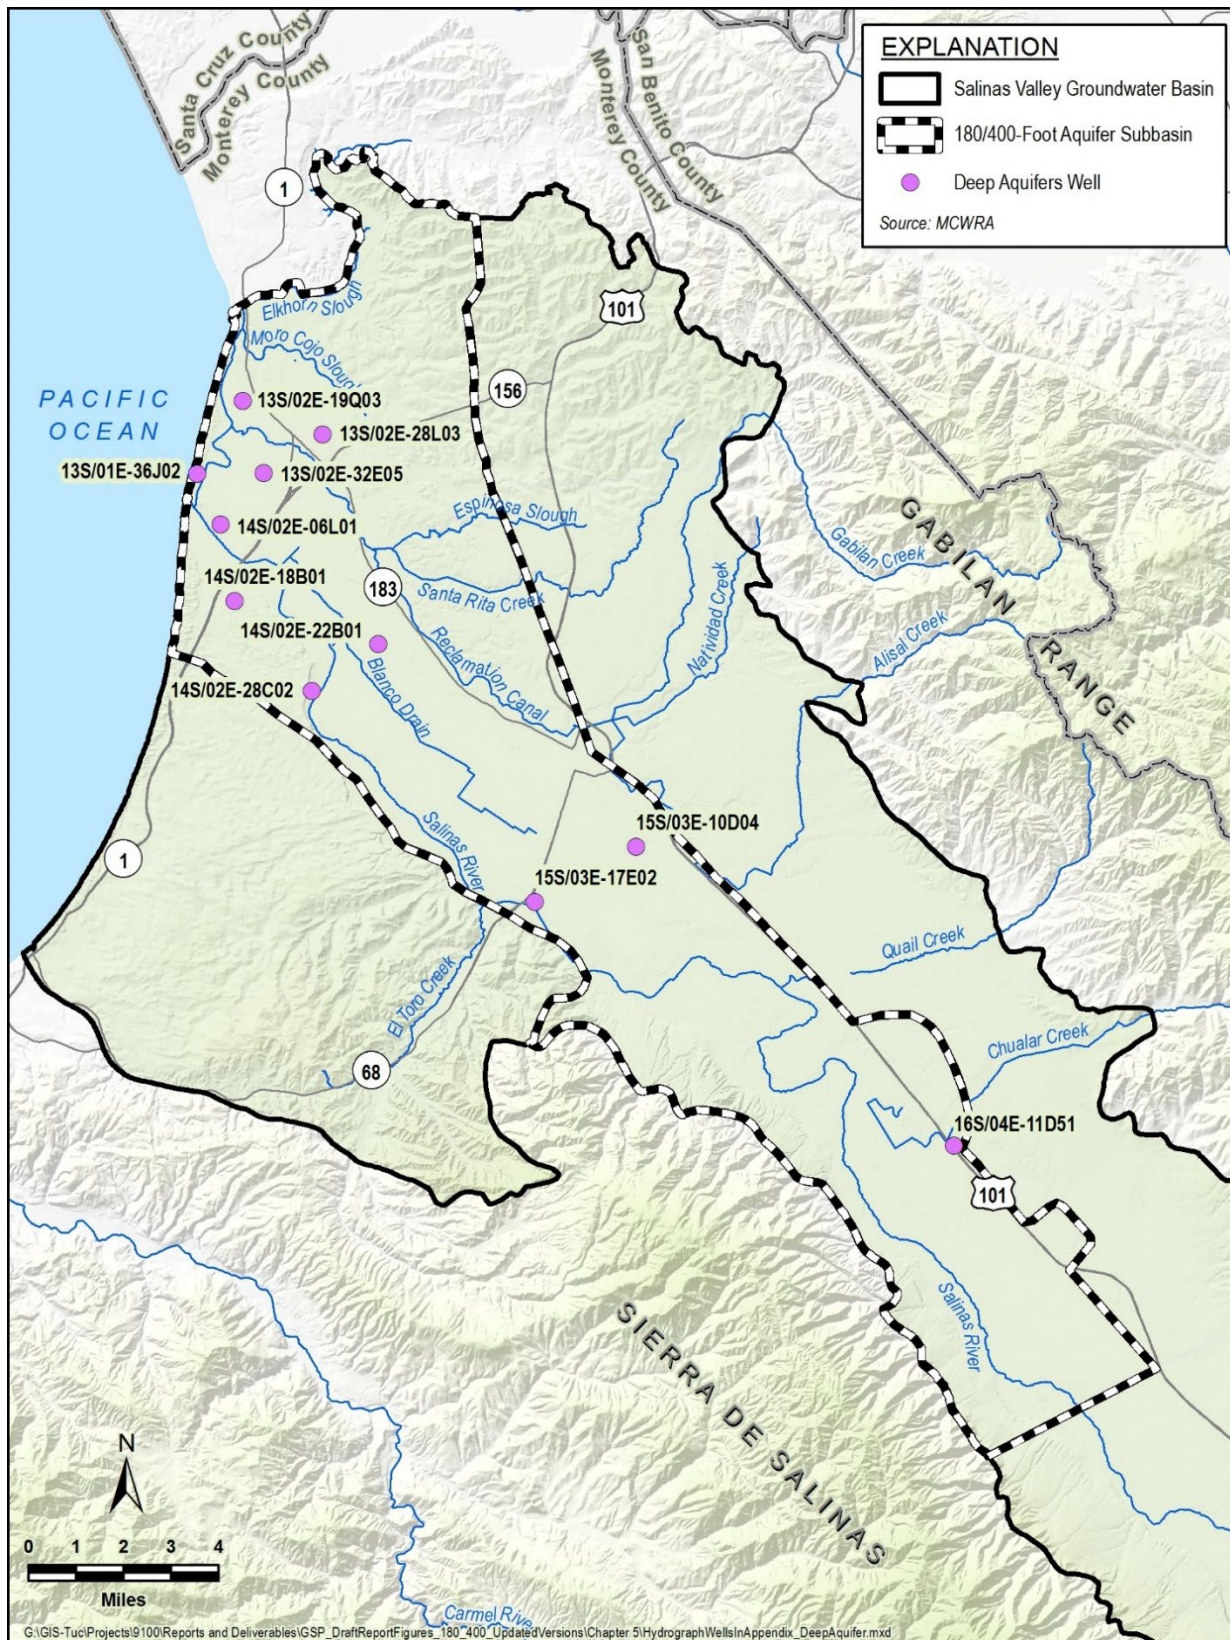 Santa Cruz County
Monterey County
San Benito County
Monterey County
EXPLANATION
Salinas Valley Groundwater Basin
180/400-Foot Aquifer Subbasin
Deep Aquifers Well
Source: MCWRA
1
101
Elkhorn Slough
Moro Cojo Slough
156
PACIFIC
OCEAN
13S/02E-19Q03
13S/02E-28L03
13S/01E-36J02
13S/02E-32E05
Espinosa Slough
14S/02E-06L01
GABILAN
RANGE
Gabilan Creek
14S/02E-18B01
183
Santa Rita Creek
Natividad Creek
14S/02E-22B01
Reclamation Canal
Alisal Creek
14S/02E-28C02
Blanco Drain
Salinas River
15S/03E-10D04
1
15S/03E-17E02
Quail Creek
El Toro Creek
Chualar Creek
68
16S/04E-11D51
101
Salinas River
SIERRA DE SALINAS
N
0 1 2 3 4
Miles
Carmel River
G:\GIS-Tuc\Projects\9100\Reports and Deliverables\GSP_DraftReportFigures_180_400_UpdatedVersions\Chapter 5\HydrographWellsInAppendix_DeepAquifer.mxd